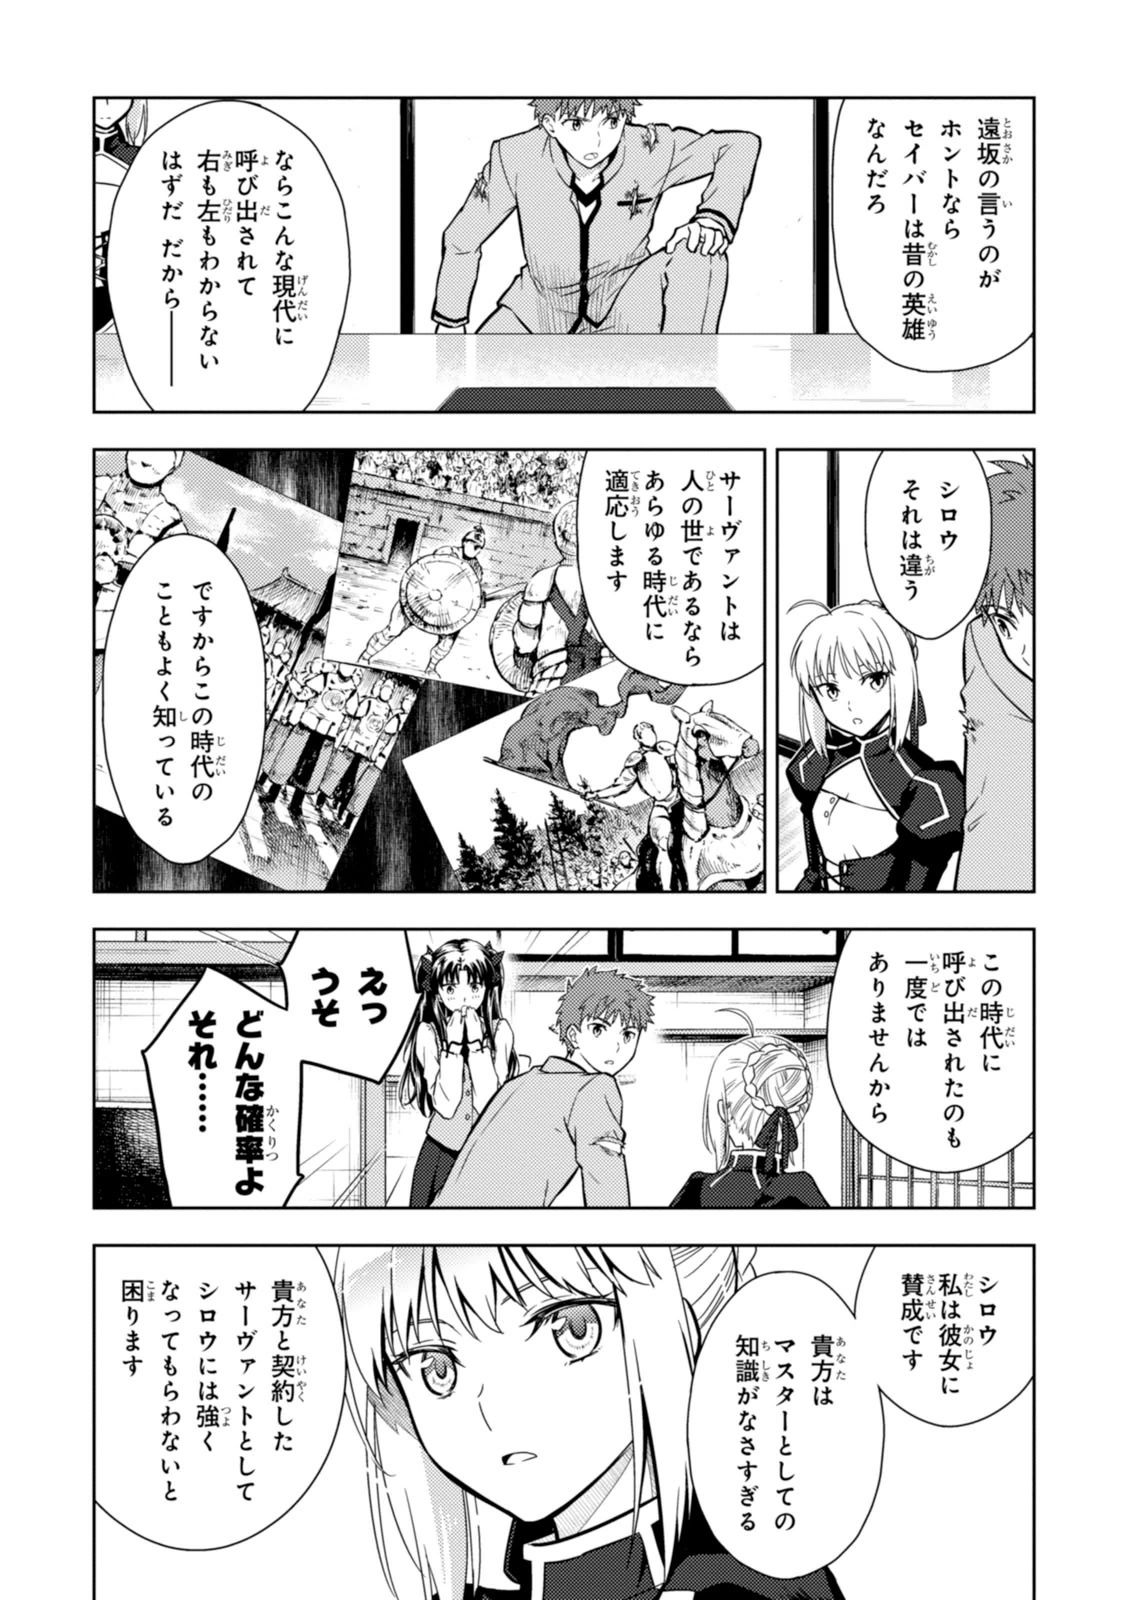 遠坂の言うのが
ホントなら
セイバーは昔の英雄
なんだろ
ならこんな現代に
呼び出されて
右も左もわからない
はずだ だから――
シロウ
それは違う
サーヴァントは
人の世であるなら
あらゆる時代に
適応します
ですからこの時代の
こともよく知っている
この時代に
呼び出されたのも
一度では
ありませんから
えっ
うそ
どんな確率よ
それ……
シロウ
私は彼女に
賛成です
貴方は
マスターとしての
知識がなさすぎる
貴方と契約した
サーヴァントとして
シロウには強く
なってもらわないと
困ります